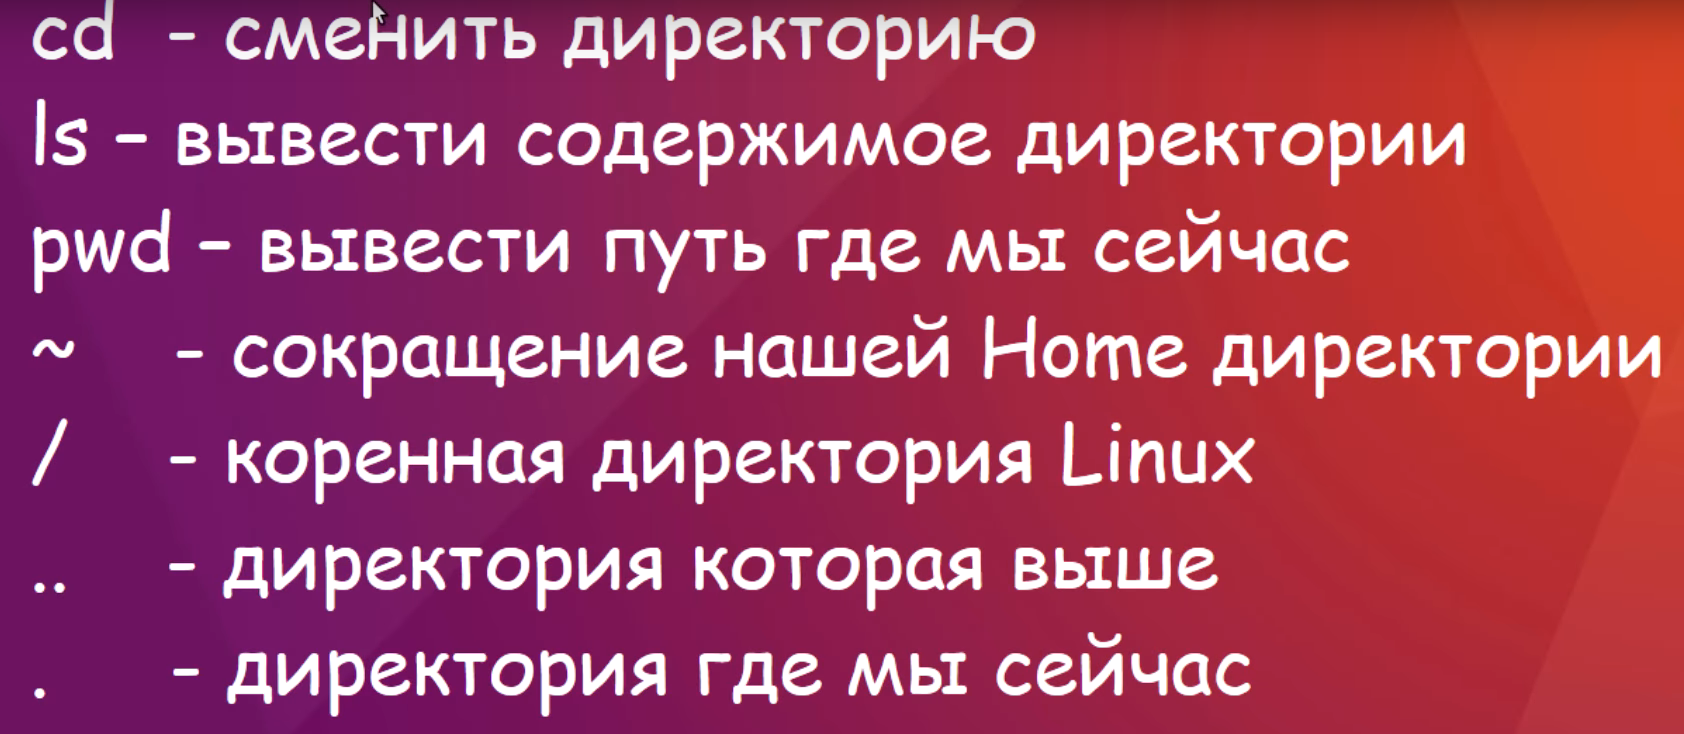 cd - сменить директорию
ls – вывести содержимое директории
pwd – вывести путь где мы сейчас
~ - сокращение нашей Home директории
/ - коренная директория Linux
.. - директория которая выше
. - директория где мы сейчас